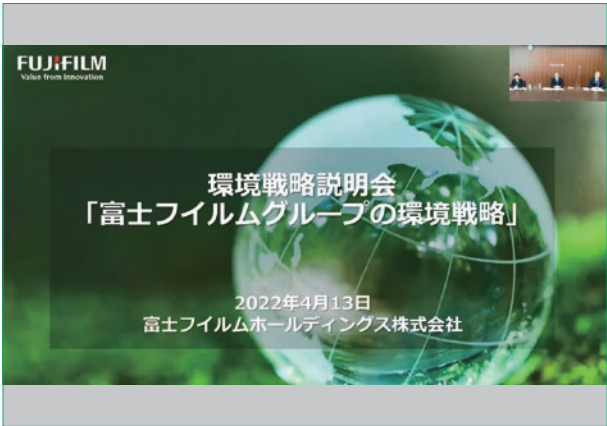 FUJIFILM
Value from Innovation
環境戦略説明会
「富士フイルムグループの環境戦略」
2022年4月13日
富士フイルムホールディングス株式会社